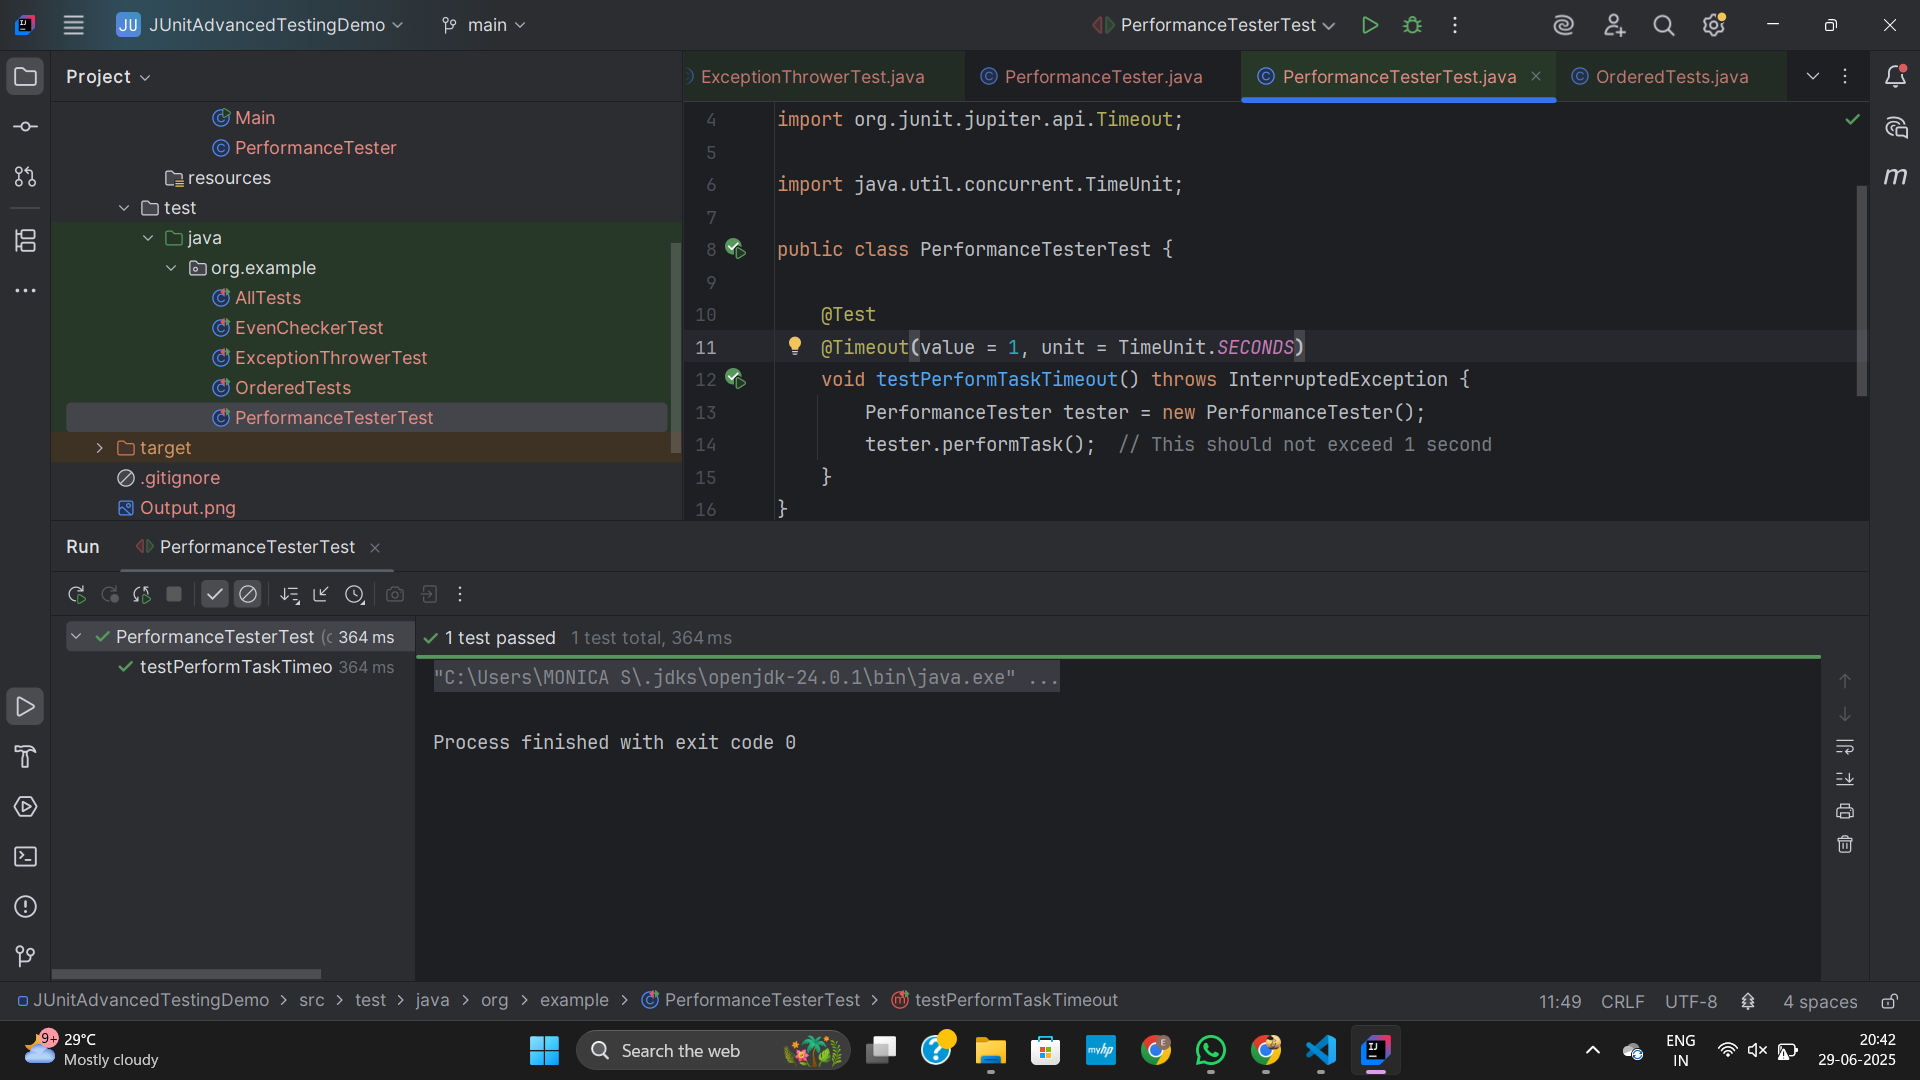 JU JUnitAdvancedTestingDemo main PerformanceTesterTest
Project
Main
PerformanceTester
resources
test
java
org.example
AllTests
EvenCheckerTest
ExceptionThrowerTest
OrderedTests
PerformanceTesterTest
target
.gitignore
Output.png
ExceptionThrowerTest.java PerformanceTester.java PerformanceTesterTest.java OrderedTests.java
4 import org.junit.jupiter.api.Timeout;
5
6 import java.util.concurrent.TimeUnit;
7
8 public class PerformanceTesterTest {
9
10 @Test
11 @Timeout(value = 1, unit = TimeUnit.SECONDS)
12 void testPerformTaskTimeout() throws InterruptedException {
13 PerformanceTester tester = new PerformanceTester();
14 tester.performTask(); // This should not exceed 1 second
15 }
16 }
m
Run PerformanceTesterTest
PerformanceTesterTest (c 364 ms
testPerformTaskTimeo 364 ms
1 test passed 1 test total, 364 ms
"C:\Users\MONICA S\.jdks\openjdk-24.0.1\bin\java.exe" ...
Process finished with exit code 0
JUnitAdvancedTestingDemo > src > test > java > org > example > PerformanceTesterTest > testPerformTaskTimeout
11:49 CRLF UTF-8 4 spaces
9+ 29°C
Mostly cloudy
Search the web
myhp
ENG
IN
20:42
29-06-2025